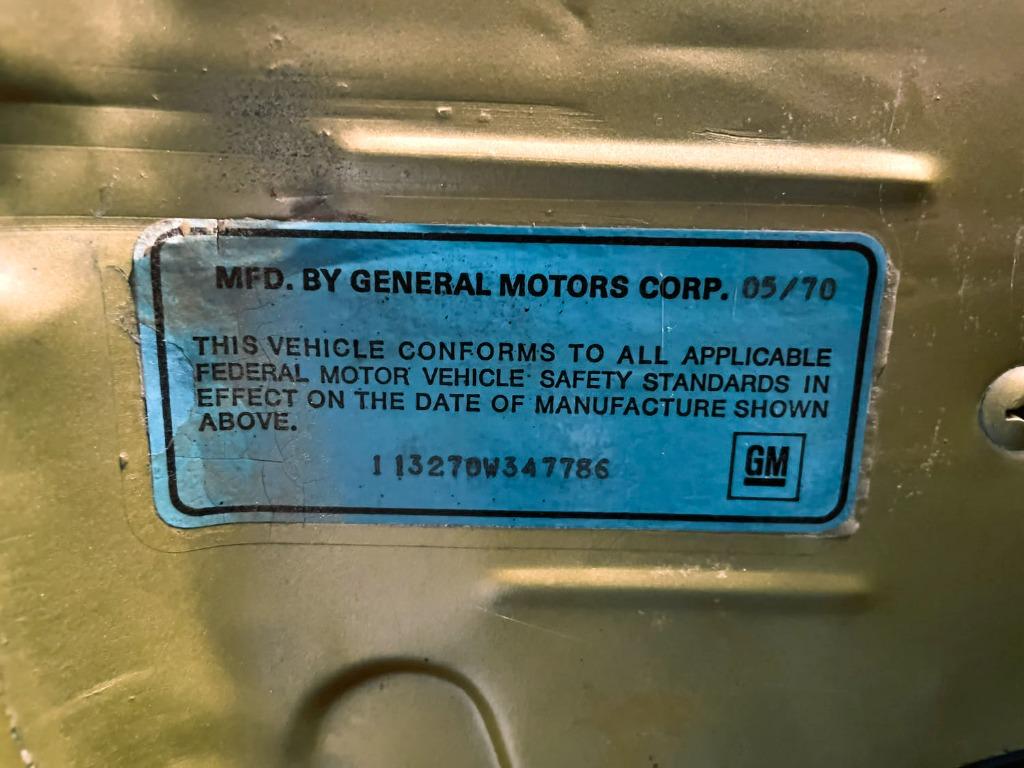 MFD. BY GENERAL MOTORS CORP. 05/70
THIS VEHICLE CONFORMS TO ALL APPLICABLE
FEDERAL MOTOR VEHICLE SAFETY STANDARDS IN
EFFECT ON THE DATE OF MANUFACTURE SHOWN
ABOVE.
113270W347786
GM